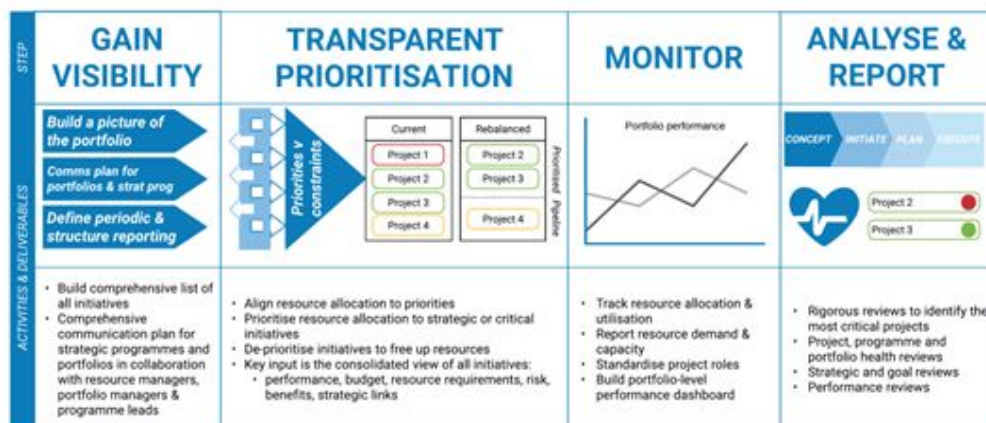 STEP
GAIN
VISIBILITY
TRANSPARENT
PRIORITISATION
MONITOR
ANALYSE &
REPORT
ACTIVITIES & DELIVERABLES
Build a picture of
the portfolio
Comms plan for
portfolios & strat prog
Define periodic &
structure reporting
Priorities v
constraints
Current
Project 1
Project 2
Project 3
Project 4
Rebalanced
Project 2
Project 3
Project 4
Prioritised Pipeline
Portfolio performance
CONCEPT
INITIATE
PLAN
EXECUTE
Project 2
Project 3
• Build comprehensive list of
all initiatives
• Comprehensive
communication plan for
strategic programmes and
portfolios in collaboration
with resource managers,
portfolio managers &
programme leads
• Align resource allocation to priorities
• Prioritise resource allocation to strategic or critical
initiatives
• De-prioritise initiatives to free up resources
• Key input is the consolidated view of all initiatives:
• performance, budget, resource requirements, risk,
benefits, strategic links
• Track resource allocation &
utilisation
• Report resource demand &
capacity
• Standardise project roles
• Build portfolio-level
performance dashboard
• Rigorous reviews to identify the
most critical projects
• Project, programme and
portfolio health reviews
• Strategic and goal reviews
• Performance reviews